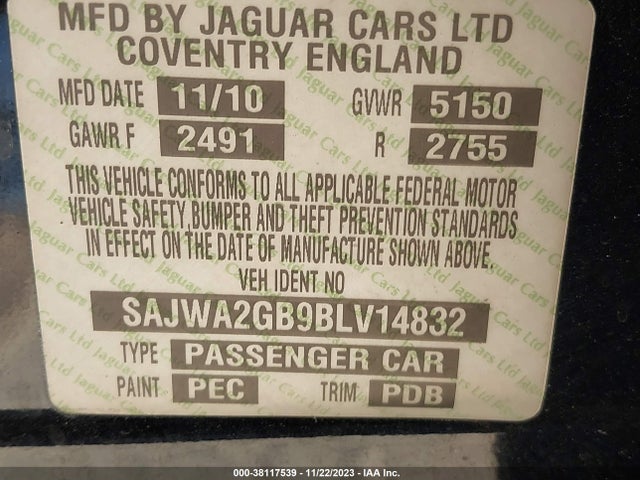 MFD BY JAGUAR CARS LTD
COVENTRY ENGLAND
MFD DATE 11/10 GVWR 5150
GAWR F 2491 R 2755
THIS VEHICLE CONFORMS TO ALL APPLICABLE FEDERAL MOTOR
VEHICLE SAFETY, BUMPER AND THEFT PREVENTION STANDARDS
IN EFFECT ON THE DATE OF MANUFACTURE SHOWN ABOVE.
VEH IDENT NO
SAJWA2GB9BLV14832
TYPE PASSENGER CAR
PAINT PEC TRIM PDB
000-38117539 - 11/22/2023 - IAA Inc.